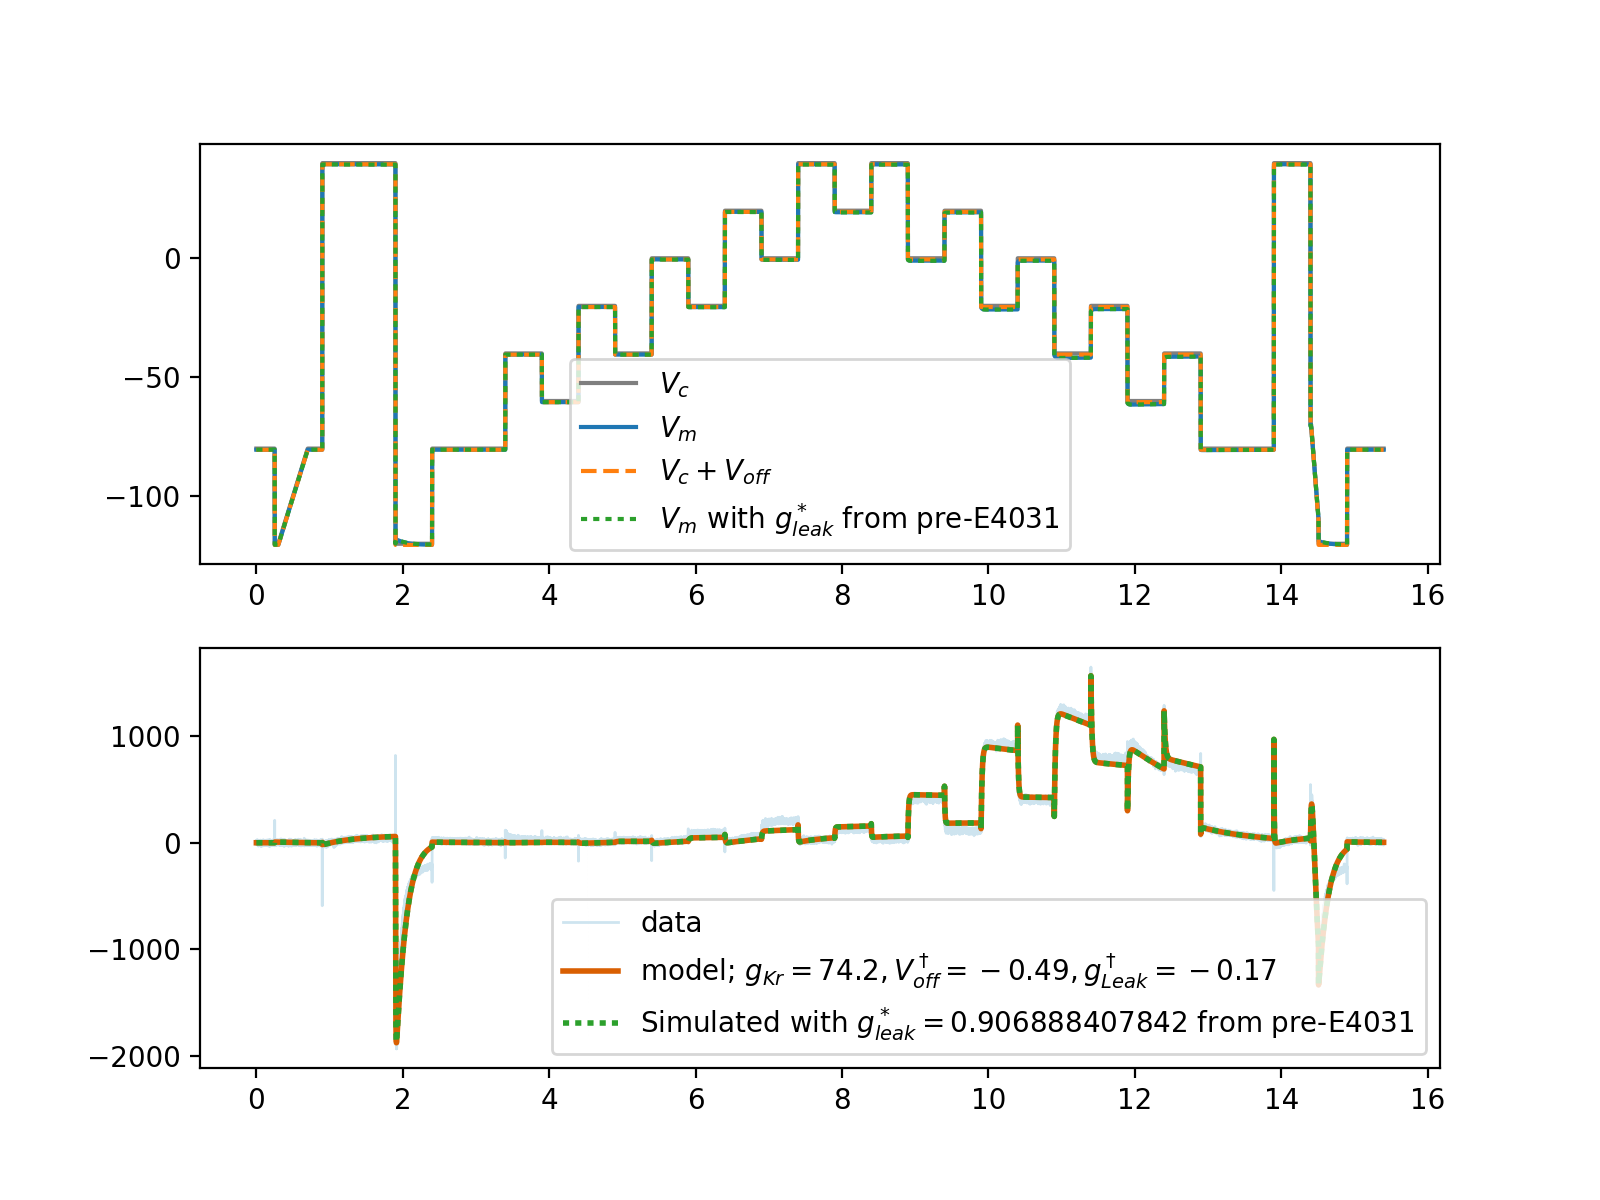 0
−50
−100
V_c
V_m
V_c + V_off
V_m with g*_leak from pre-E4031
0 2 4 6 8 10 12 14 16
1000
0
−1000
−2000
data
model; g_Kr = 74.2, V†_off = −0.49, g†_Leak = −0.17
Simulated with g*_leak = 0.906888407842 from pre-E4031
0 2 4 6 8 10 12 14 16